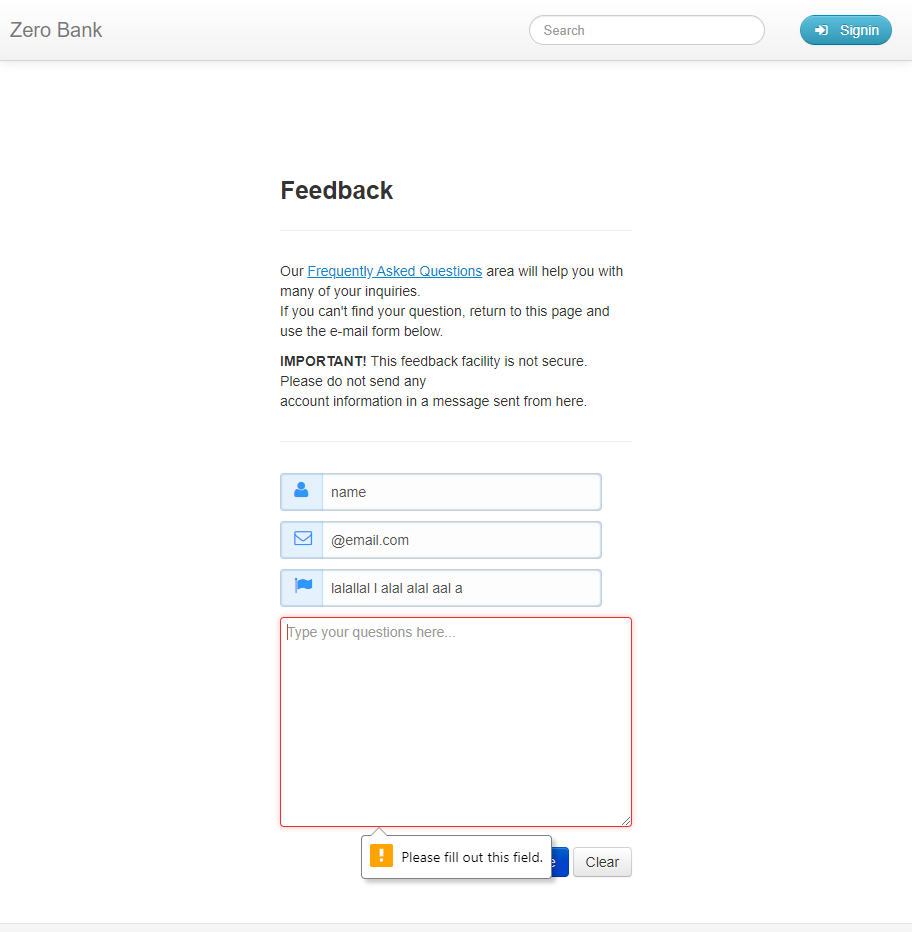 Zero Bank
Search
Signin
Feedback
Our Frequently Asked Questions area will help you with
many of your inquiries.
If you can't find your question, return to this page and
use the e-mail form below.
IMPORTANT! This feedback facility is not secure.
Please do not send any
account information in a message sent from here.
name
@email.com
lalallal l alal alal aal a
Type your questions here...
Please fill out this field.
Clear